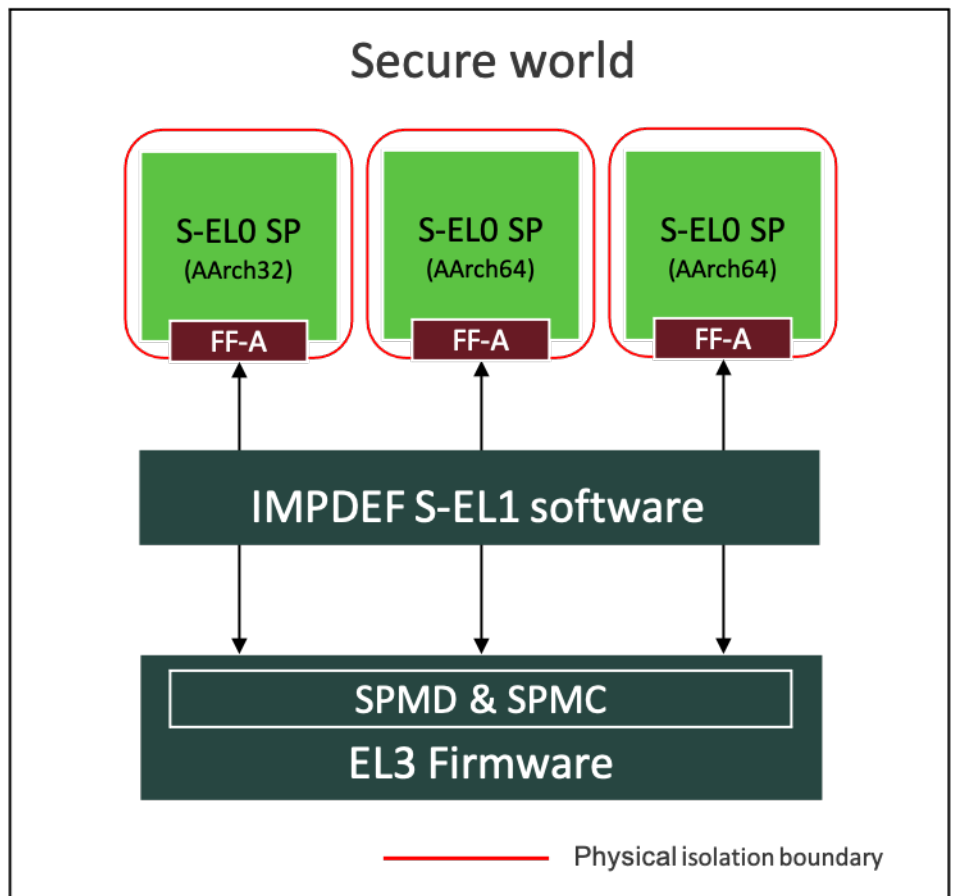 Secure world
S-EL0 SP
(AArch32)
FF-A
S-EL0 SP
(AArch64)
FF-A
S-EL0 SP
(AArch64)
FF-A
IMPDEF S-EL1 software
SPMD & SPMC
EL3 Firmware
Physical isolation boundary